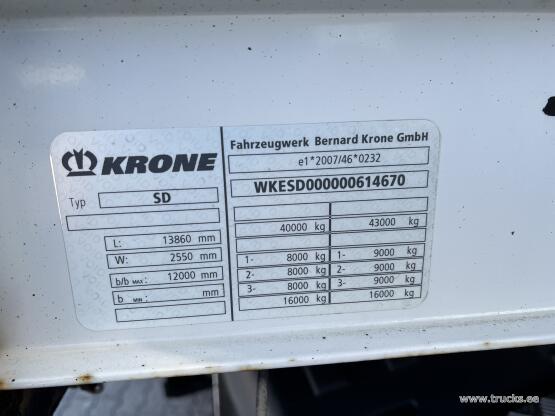 KRONE
Typ SD
L: 13860 mm
W: 2550 mm
b/b MAX: 12000 mm
b MIN: mm
Fahrzeugwerk Bernard Krone GmbH
e1*2007/46*0232
WKESD000000614670
40000 kg 43000 kg
1- 8000 kg 1- 9000 kg
2- 8000 kg 2- 9000 kg
3- 8000 kg 3- 9000 kg
16000 kg 16000 kg
www.trucks.ee